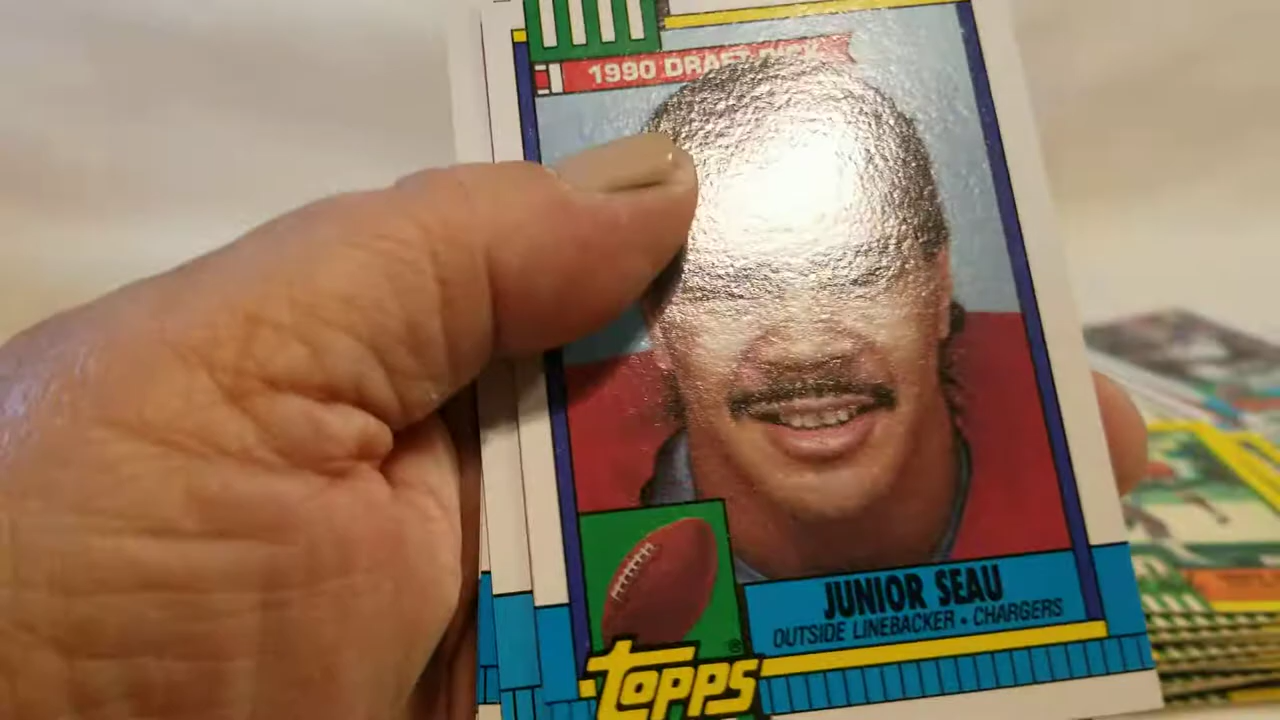 1990 DRAFT PICK
JUNIOR SEAU
OUTSIDE LINEBACKER • CHARGERS
TOPPS®